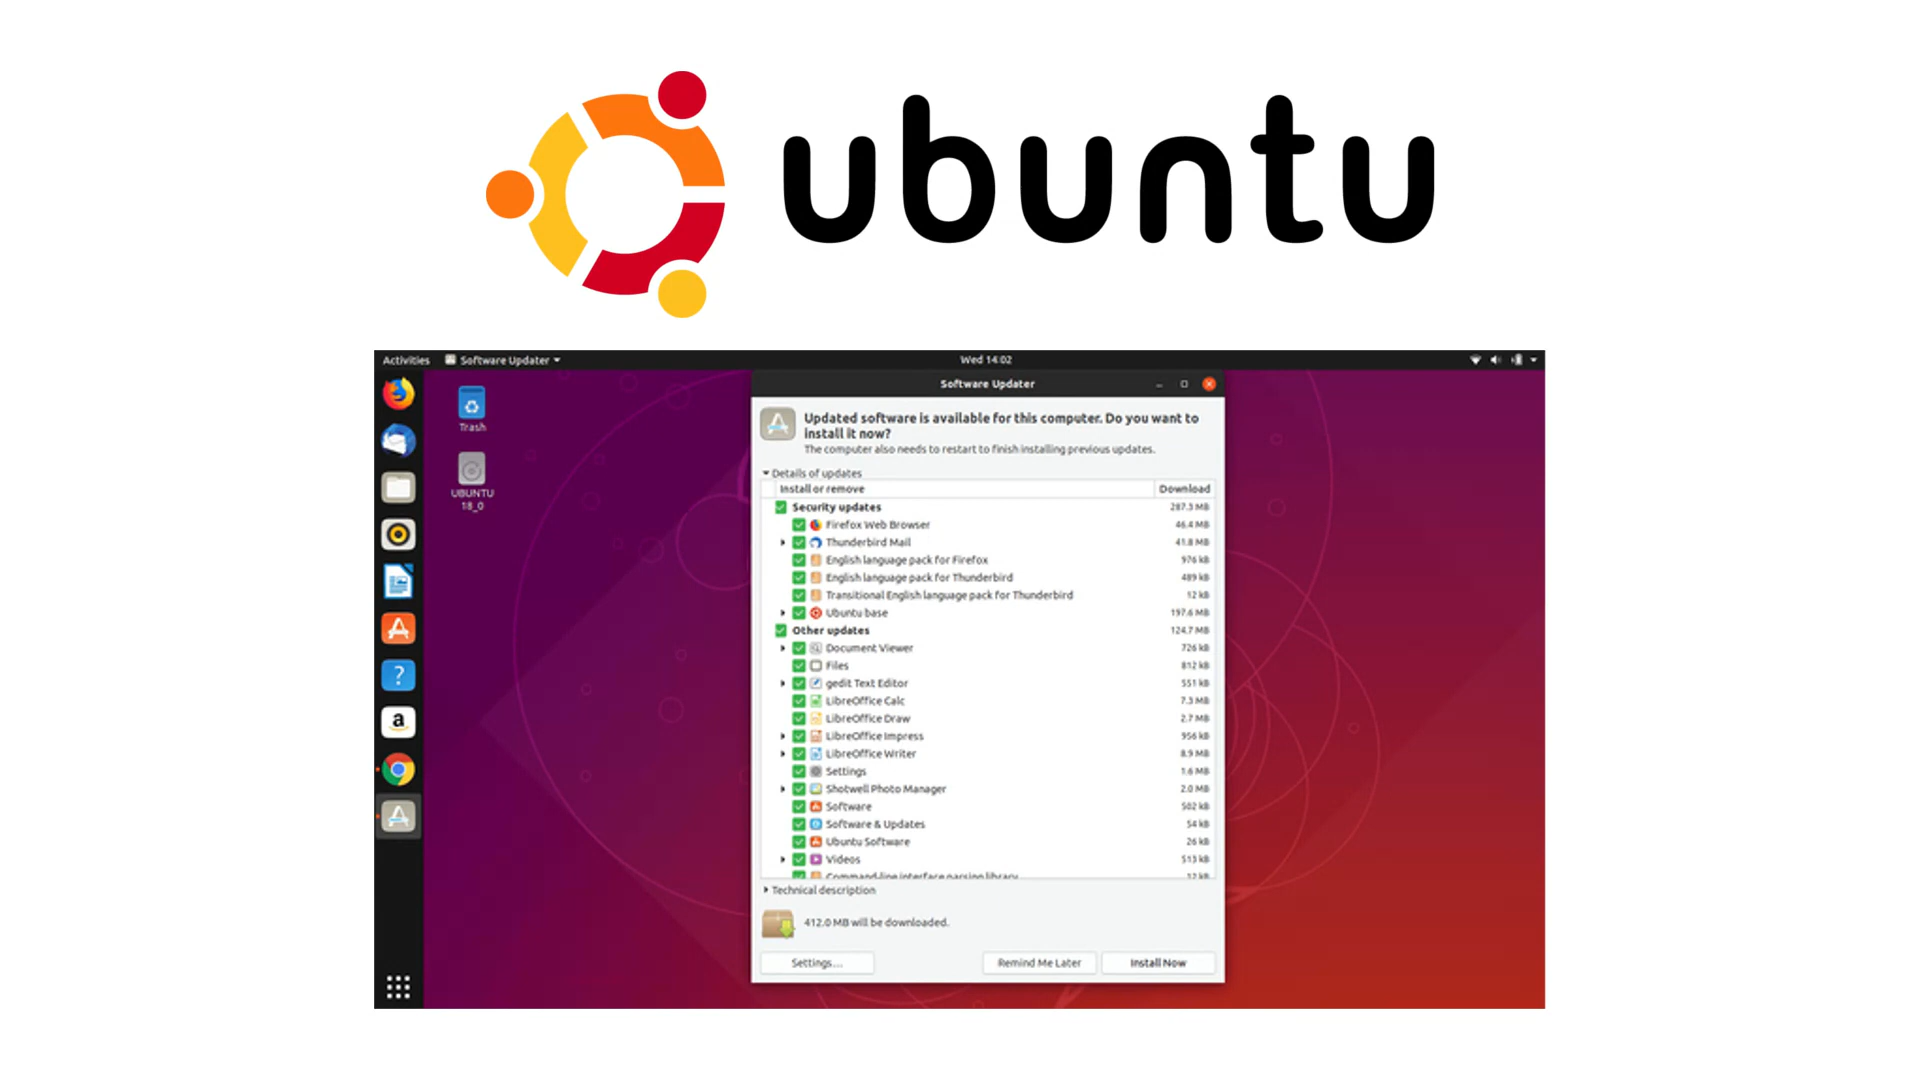 ubuntu
Activities Software Updater Wed 14:02
Software Updater
Trash
UBUNTU
18_0
Updated software is available for this computer. Do you want to
install it now?
The computer also needs to restart to finish installing previous updates.
Details of updates
Install or remove Download
Security updates 287.3 MB
Firefox Web Browser 46.4 MB
Thunderbird Mail 41.8 MB
English language pack for Firefox 976 kB
English language pack for Thunderbird 489 kB
Transitional English language pack for Thunderbird 12 kB
Ubuntu base 197.6 MB
Other updates 124.7 MB
Document Viewer 726 kB
Files 812 kB
gedit Text Editor 551 kB
LibreOffice Calc 7.3 MB
LibreOffice Draw 2.7 MB
LibreOffice Impress 956 kB
LibreOffice Writer 8.9 MB
Settings 1.6 MB
Shotwell Photo Manager 2.0 MB
Software 502 kB
Software & Updates 54 kB
Ubuntu Software 26 kB
Videos 513 kB
Command-line interface parsing library 12 kB
Technical description
412.0 MB will be downloaded.
Settings... Remind Me Later Install Now